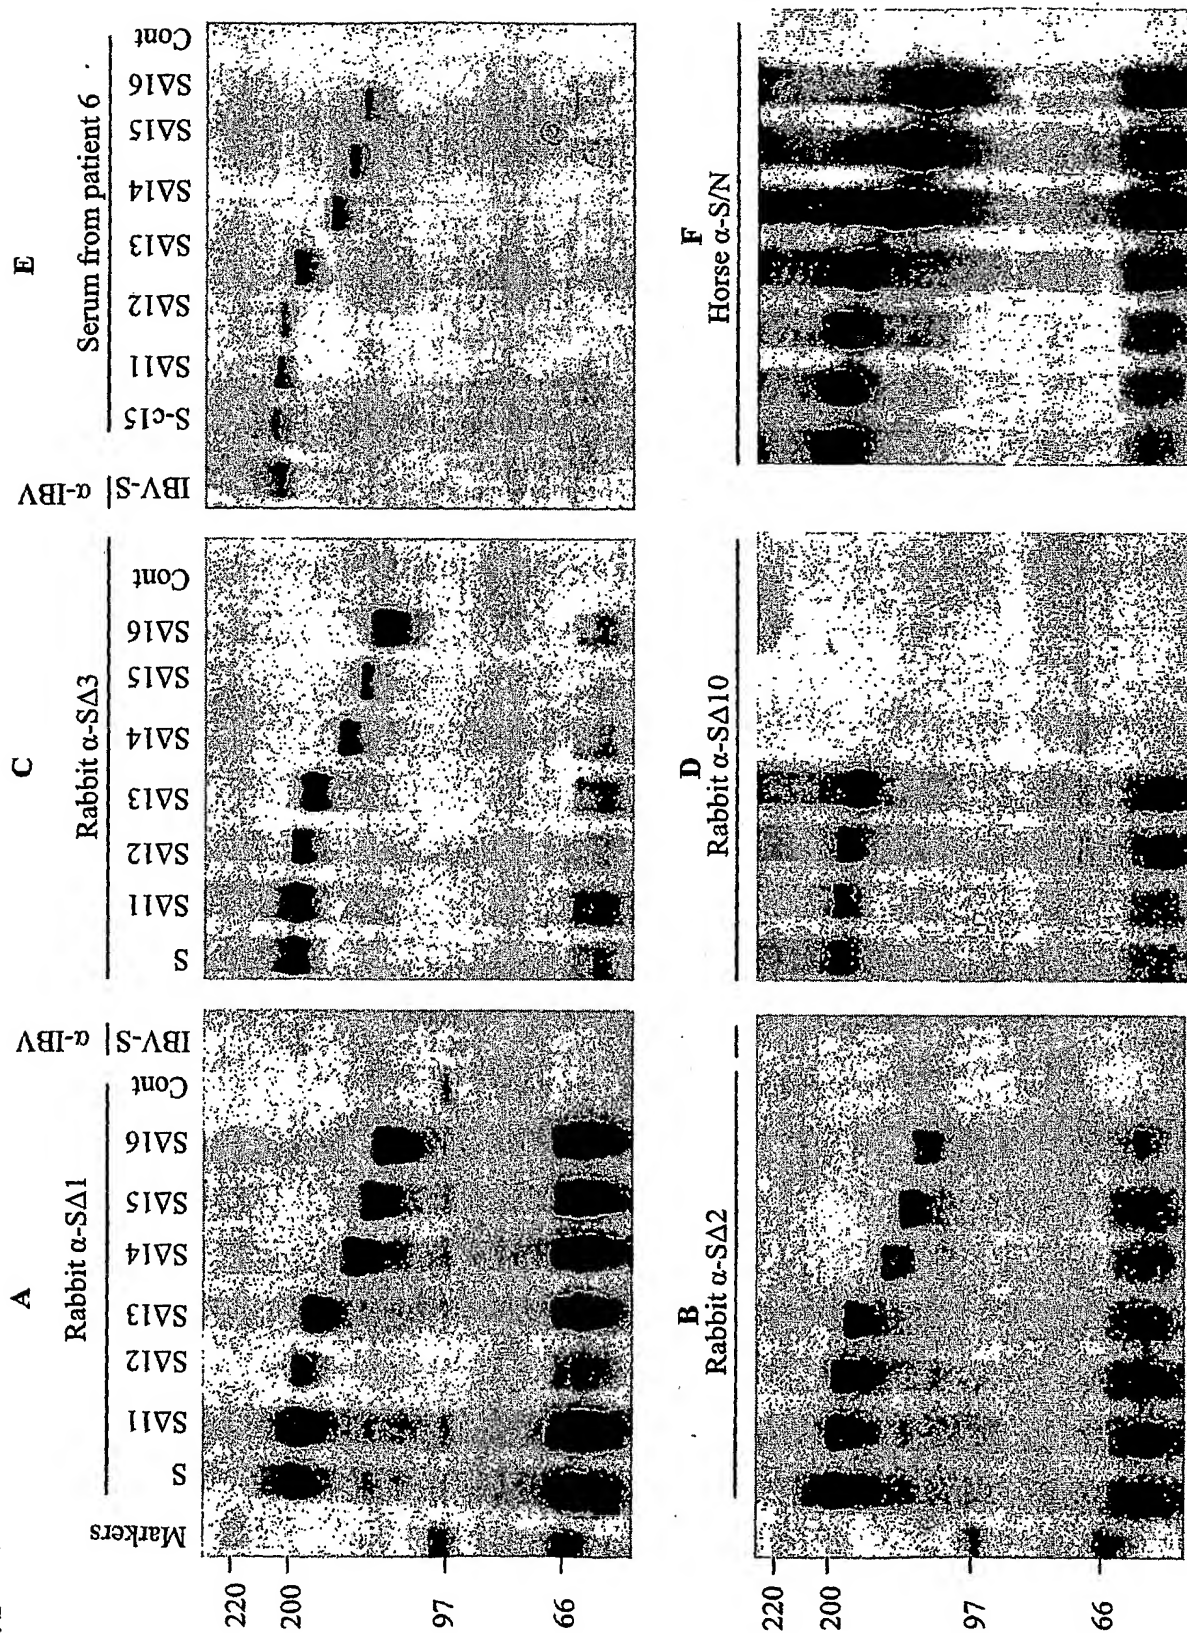 A
Rabbit α-SΔ1
α-IBV
Markers
S
SΔ11
SΔ12
SΔ13
SΔ14
SΔ15
SΔ16
Cont
IBV-S
220
200
97
66
C
Rabbit α-SΔ3
S
SΔ11
SΔ12
SΔ13
SΔ14
SΔ15
SΔ16
Cont
E
Serum from patient 6
α-IBV
IBV-S
S-c15
SΔ11
SΔ12
SΔ13
SΔ14
SΔ15
SΔ16
Cont
B
Rabbit α-SΔ2
220
200
97
66
D
Rabbit α-SΔ10
F
Horse α-S/N